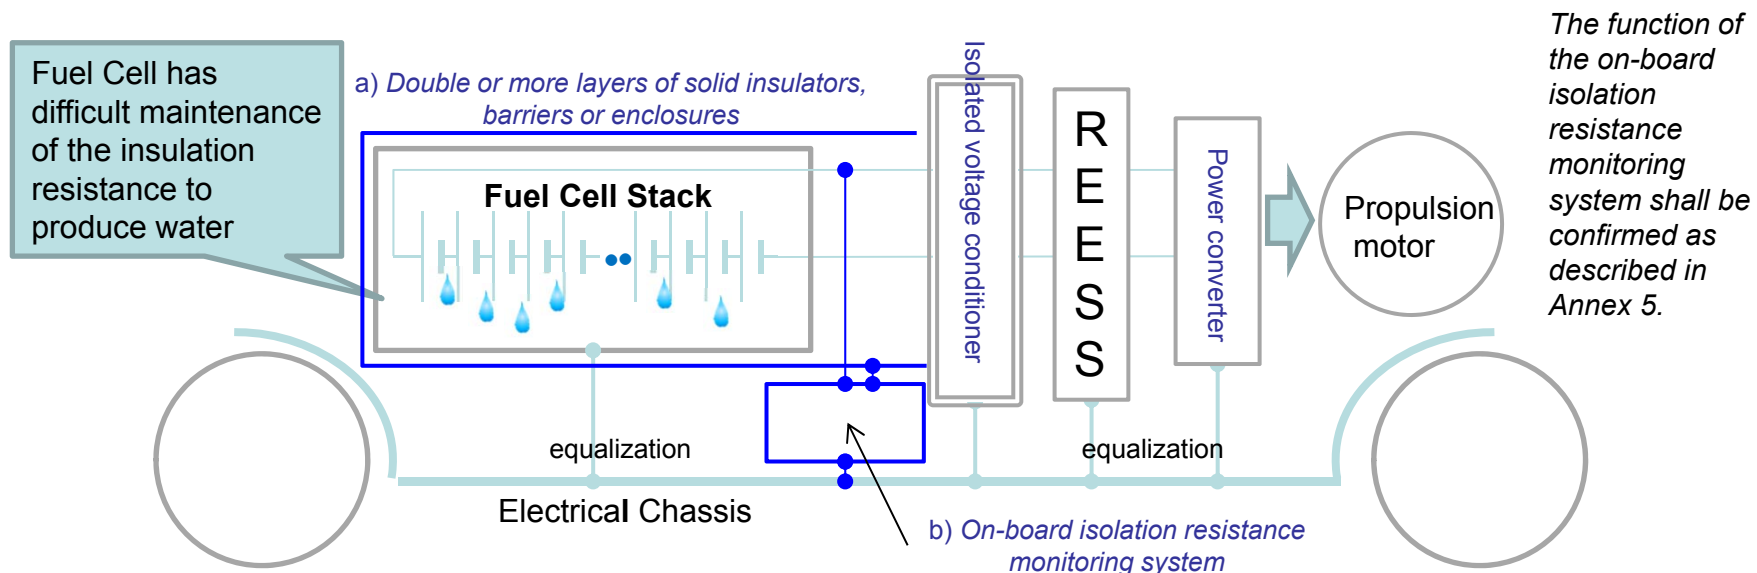 Fuel Cell has
difficult maintenance
of the insulation
resistance to
produce water
a) Double or more layers of solid insulators,
barriers or enclosures
Fuel Cell Stack
Isolated voltage conditioner
R
E
E
S
S
Power converter
Propulsion
motor
The function of
the on-board
isolation
resistance
monitoring
system shall be
confirmed as
described in
Annex 5.
equalization
equalization
Electrical Chassis
b) On-board isolation resistance
monitoring system